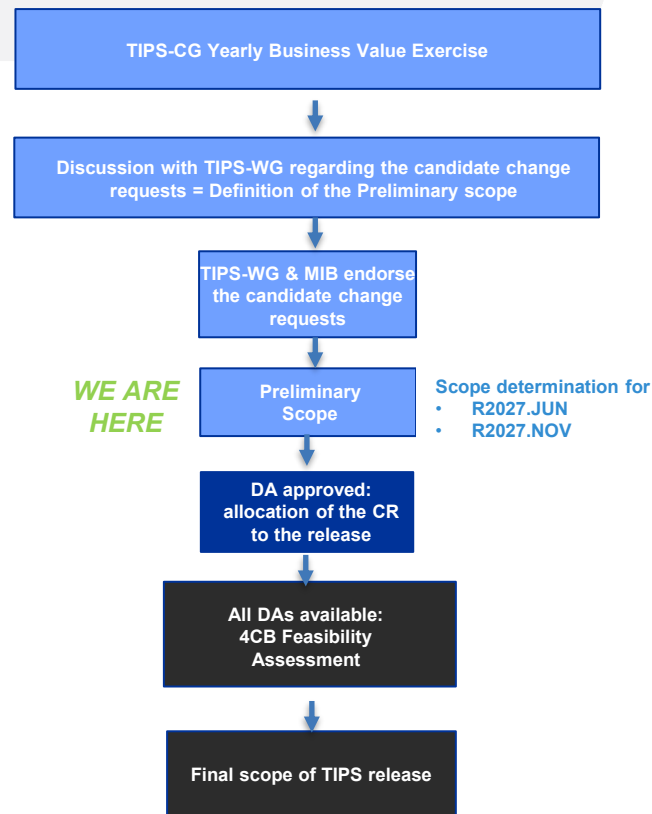 TIPS-CG Yearly Business Value Exercise
Discussion with TIPS-WG regarding the candidate change
requests = Definition of the Preliminary scope
TIPS-WG & MIB endorse
the candidate change
requests
WE ARE
HERE
Preliminary
Scope
Scope determination for
• R2027.JUN
• R2027.NOV
DA approved:
allocation of the CR
to the release
All DAs available:
4CB Feasibility
Assessment
Final scope of TIPS release